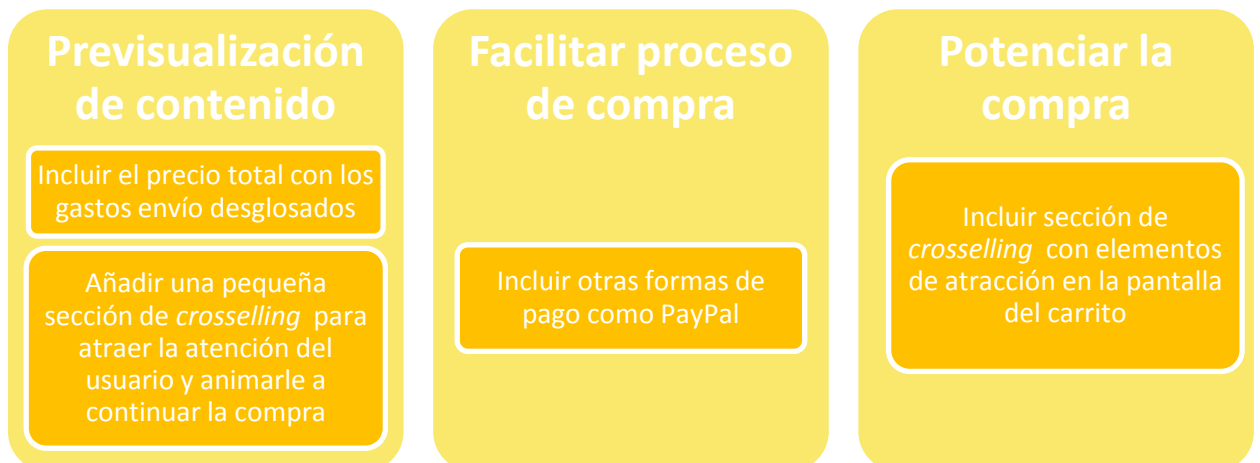 Previsualización
de contenido
Incluir el precio total con los
gastos envío desglosados
Añadir una pequeña
sección de crosselling para
atraer la atención del
usuario y animarle a
continuar la compra
Facilitar proceso
de compra
Incluir otras formas de
pago como PayPal
Potenciar la
compra
Incluir sección de
crosselling con elementos
de atracción en la pantalla
del carrito